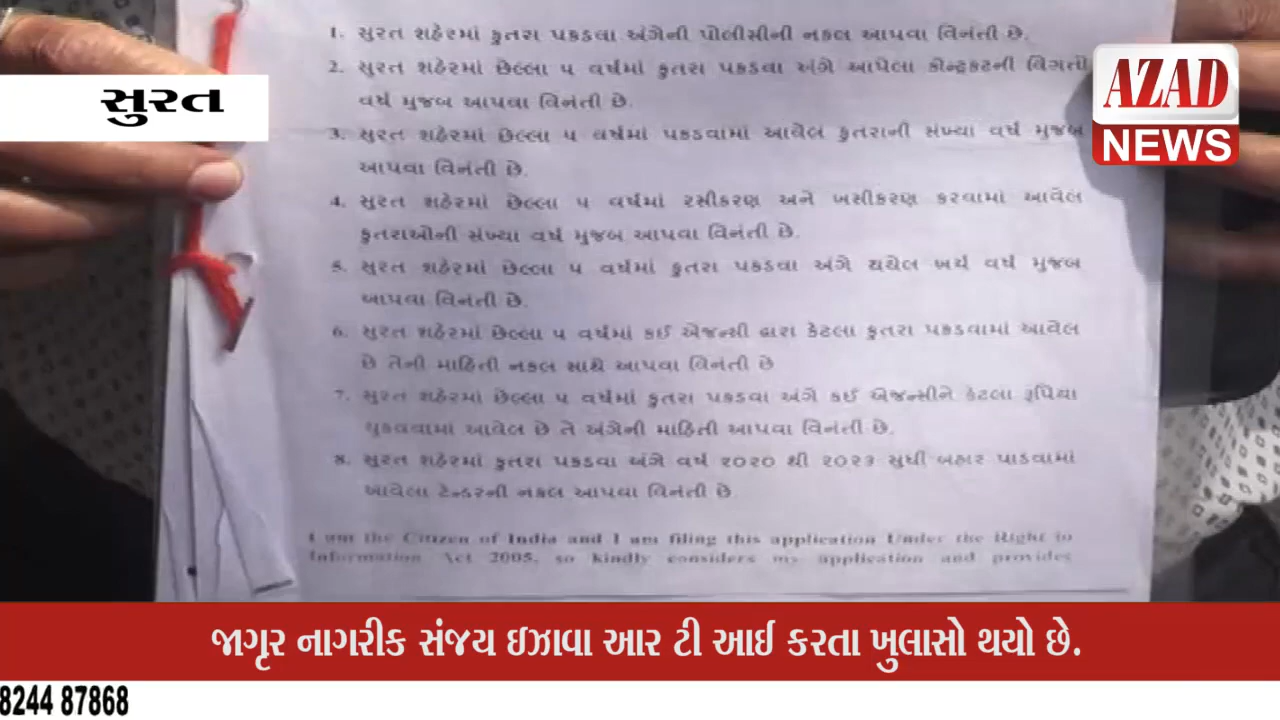 1. સુરત શહેરમાં કુતરા પકડવા અંગેની પોલીસીની નકલ આપવા વિનંતી છે.
2. સુરત શહેરમાં છેલ્લા ૫ વર્ષમાં કુતરા પકડવા અંગે આપેલા કોન્ટ્રાક્ટની વિગતો
વર્ષ મુજબ આપવા વિનંતી છે.
3. સુરત શહેરમાં છેલ્લા ૫ વર્ષમાં પકડવામાં આવેલ કુતરાની સંખ્યા વર્ષ મુજબ
આપવા વિનંતી છે.
4. સુરત શહેરમાં છેલ્લા ૫ વર્ષમાં રસીકરણ અને ખસીકરણ કરવામાં આવેલ
કુતરાઓની સંખ્યા વર્ષ મુજબ આપવા વિનંતી છે.
5. સુરત શહેરમાં છેલ્લા ૫ વર્ષમાં કુતરા પકડવા અંગે થયેલ ખર્ચ વર્ષ મુજબ
આપવા વિનંતી છે.
6. સુરત શહેરમાં છેલ્લા ૫ વર્ષમાં કઈ એજન્સી દ્વારા કેટલા કુતરા પકડવામાં આવેલ
છે તેની માહિતી નકલ સાથે આપવા વિનંતી છે
7. સુરત શહેરમાં છેલ્લા ૫ વર્ષમાં કુતરા પકડવા અંગે કઈ એજન્સીને કેટલા રૂપિયા
ચુકવવામાં આવેલ છે તે અંગેની માહિતી આપવા વિનંતી છે.
8. સુરત શહેરમાં કુતરા પકડવા અંગે વર્ષ ૨૦૨૦ થી ૨૦૨૩ સુધી બહાર પાડવામાં
આવેલા ટેન્ડરની નકલ આપવા વિનંતી છે.
I am the Citizen of India and I am filing this application Under the Right to
Information Act 2005, so kindly considers my application and provides
સુરત
AZAD
NEWS
જાગૃર નાગરીક સંજય ઇઝાવા આર ટી આઈ કરતા ખુલાસો થયો છે.
8244 87868